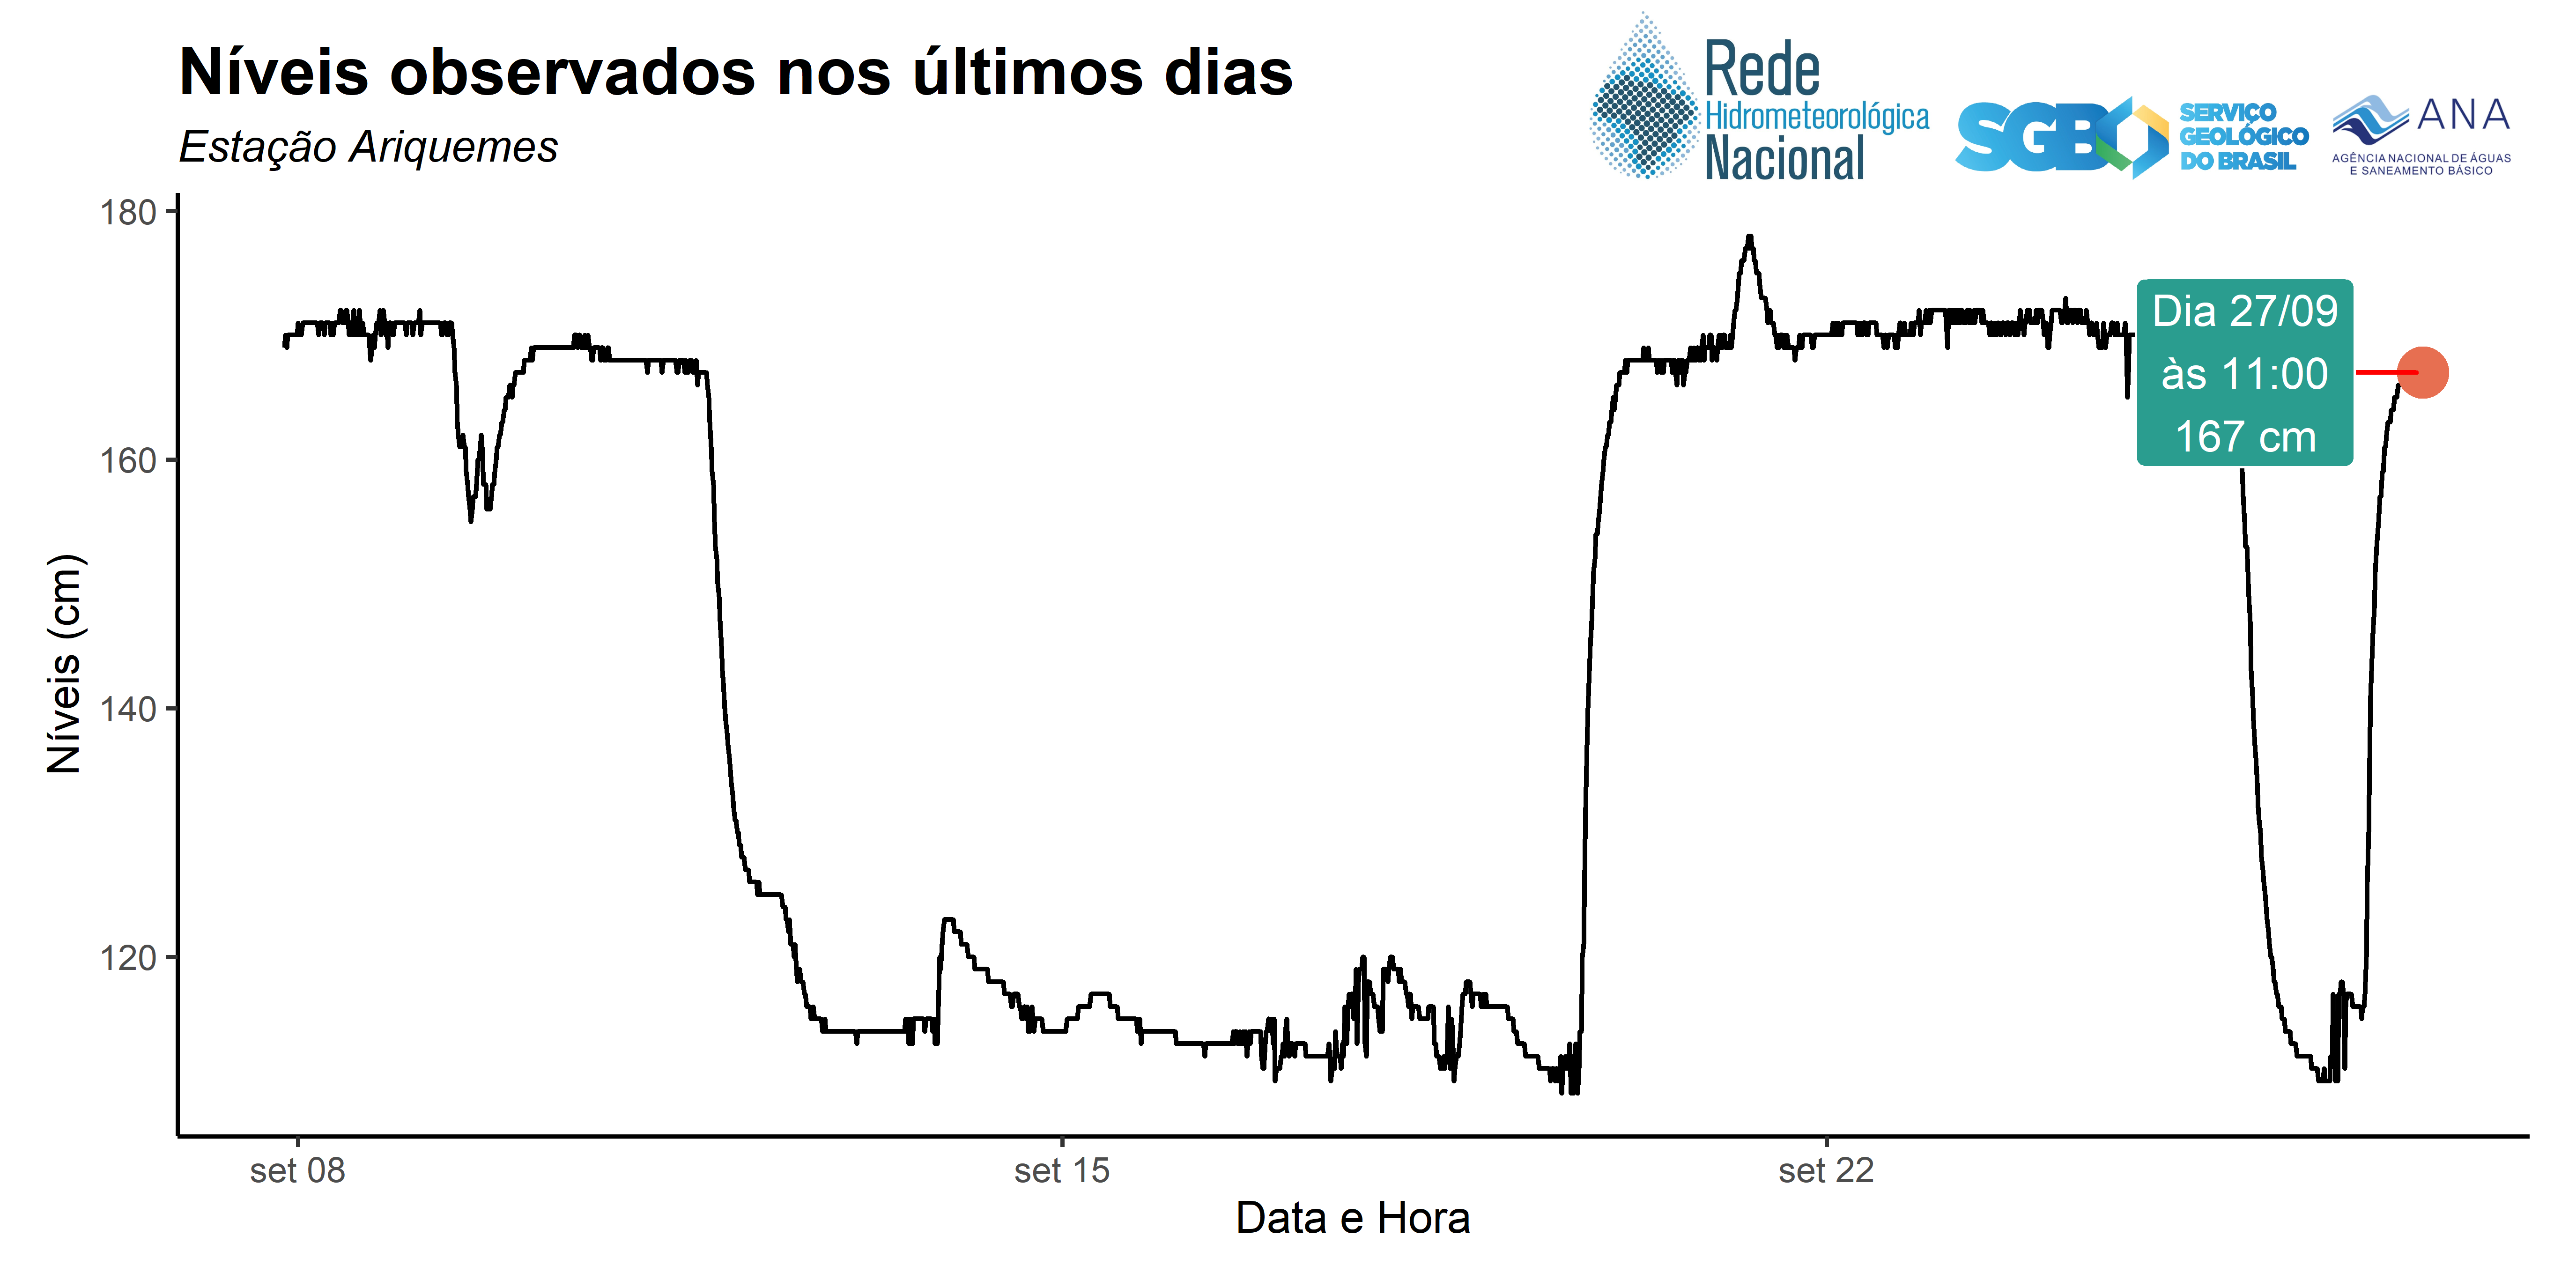 Níveis observados nos últimos dias
Estação Ariquemes
Rede
Hidrometeorológica
Nacional
SGB
SERVIÇO
GEOLÓGICO
DO BRASIL
ANA
AGÊNCIA NACIONAL DE ÁGUAS
E SANEAMENTO BÁSICO
Níveis (cm)
180
160
140
120
Dia 27/09
às 11:00
167 cm
set 08
set 15
set 22
Data e Hora